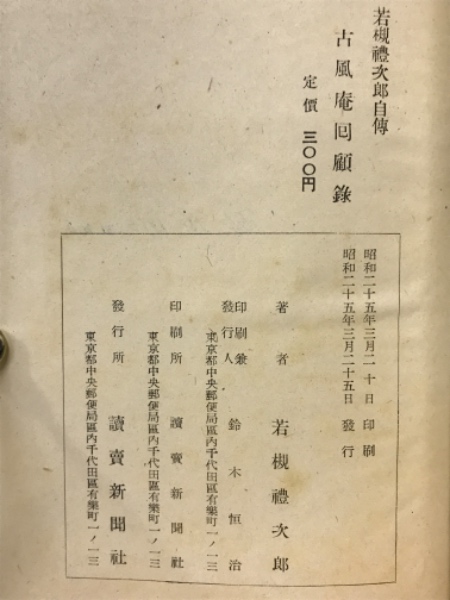 若槻禮次郎自傳
古風庵回顧錄
定價 三〇〇円
昭和二十五年三月二十日 印刷
昭和二十五年三月二十五日 發行
著者 若槻禮次郎
印刷兼
發行人 鈴木恒治
東京都中央郵便局區內千代田區有樂町一ノ一三
印刷所 讀賣新聞社
東京都中央郵便局區內千代田區有樂町一ノ一三
發行所 讀賣新聞社
東京都中央郵便局區內千代田區有樂町一ノ一三